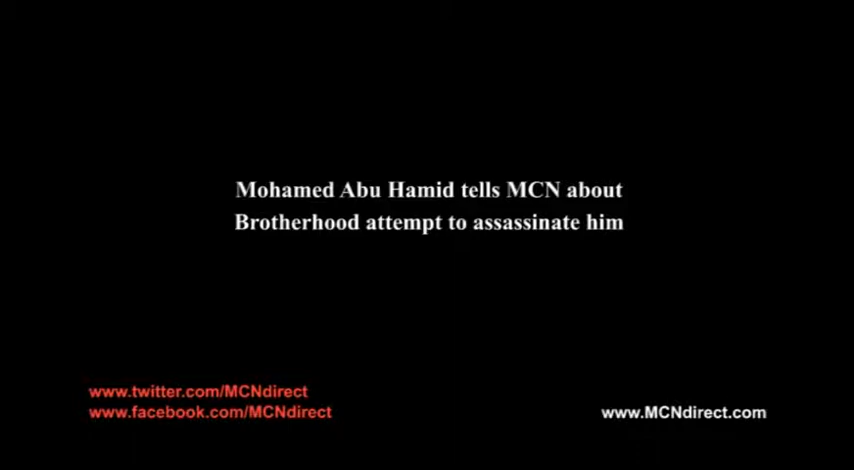 Mohamed Abu Hamid tells MCN about
Brotherhood attempt to assassinate him
www.twitter.com/MCNdirect
www.facebook.com/MCNdirect
www.MCNdirect.com